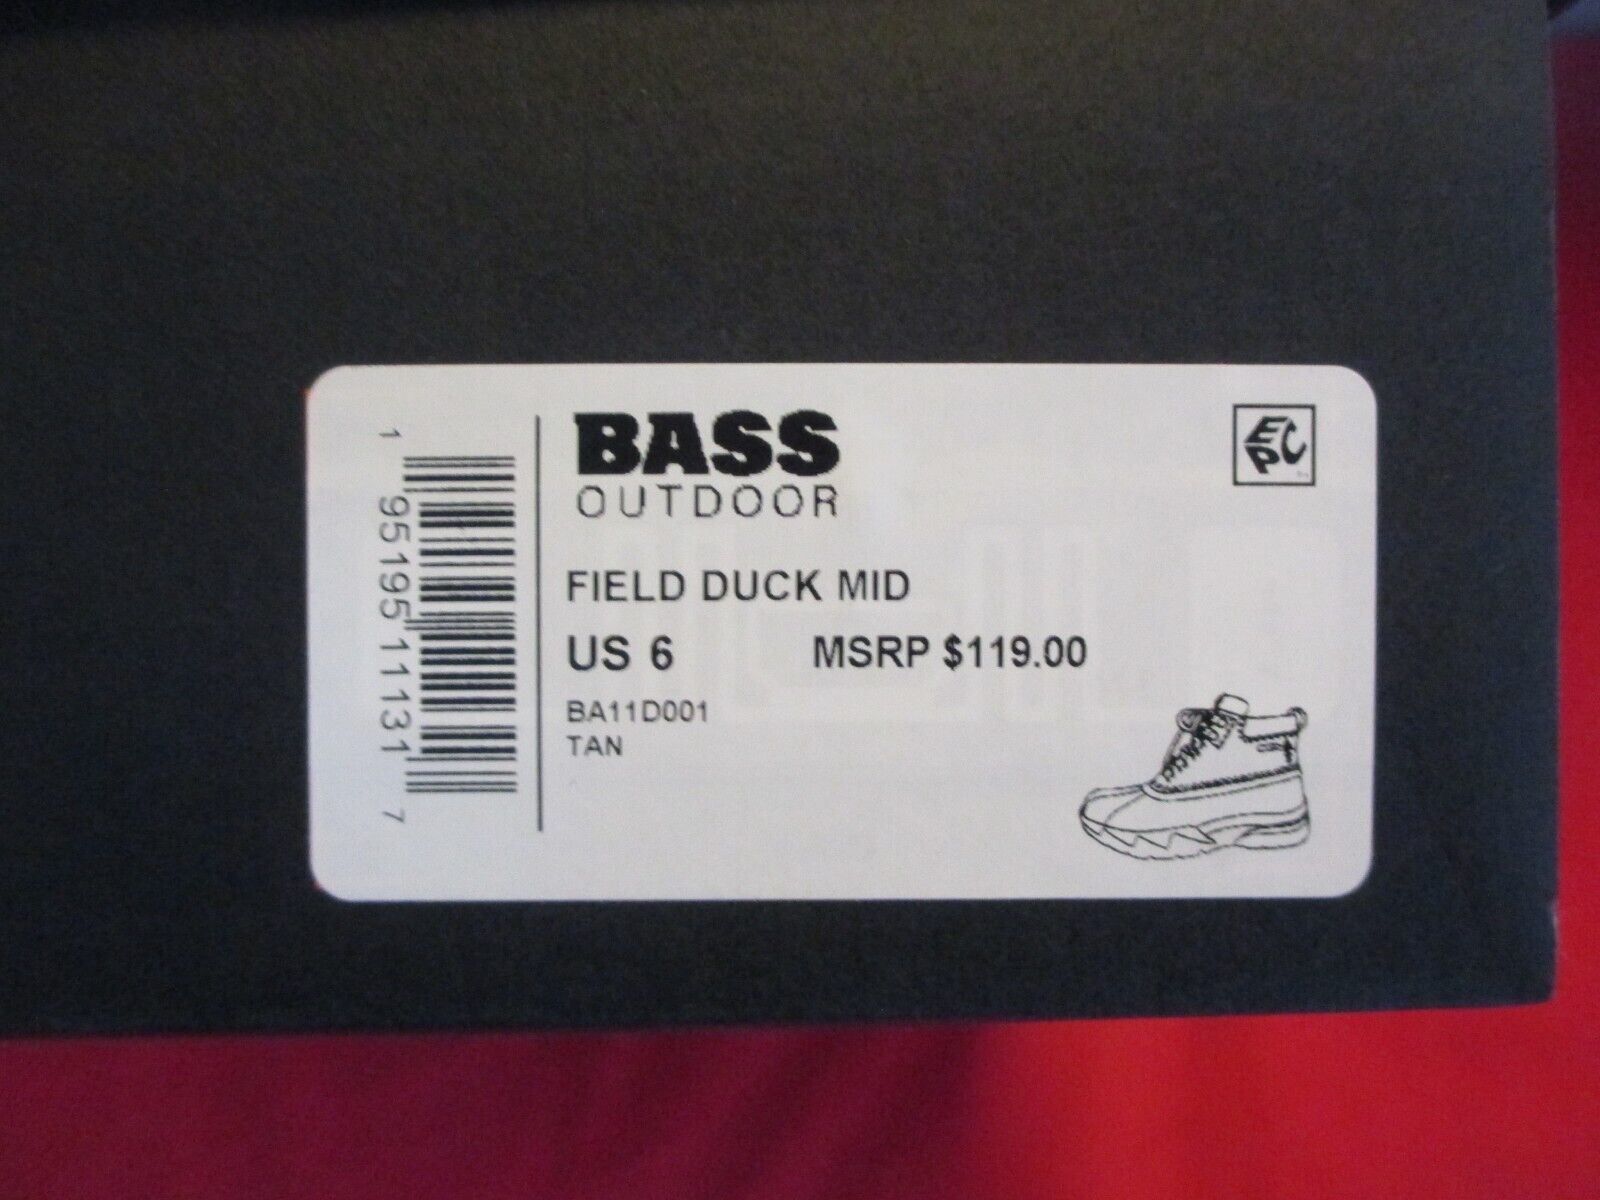 BASS
OUTDOOR
FIELD DUCK MID
US 6 MSRP $119.00
BA11D001
TAN
1 95195 11131 7
EPC